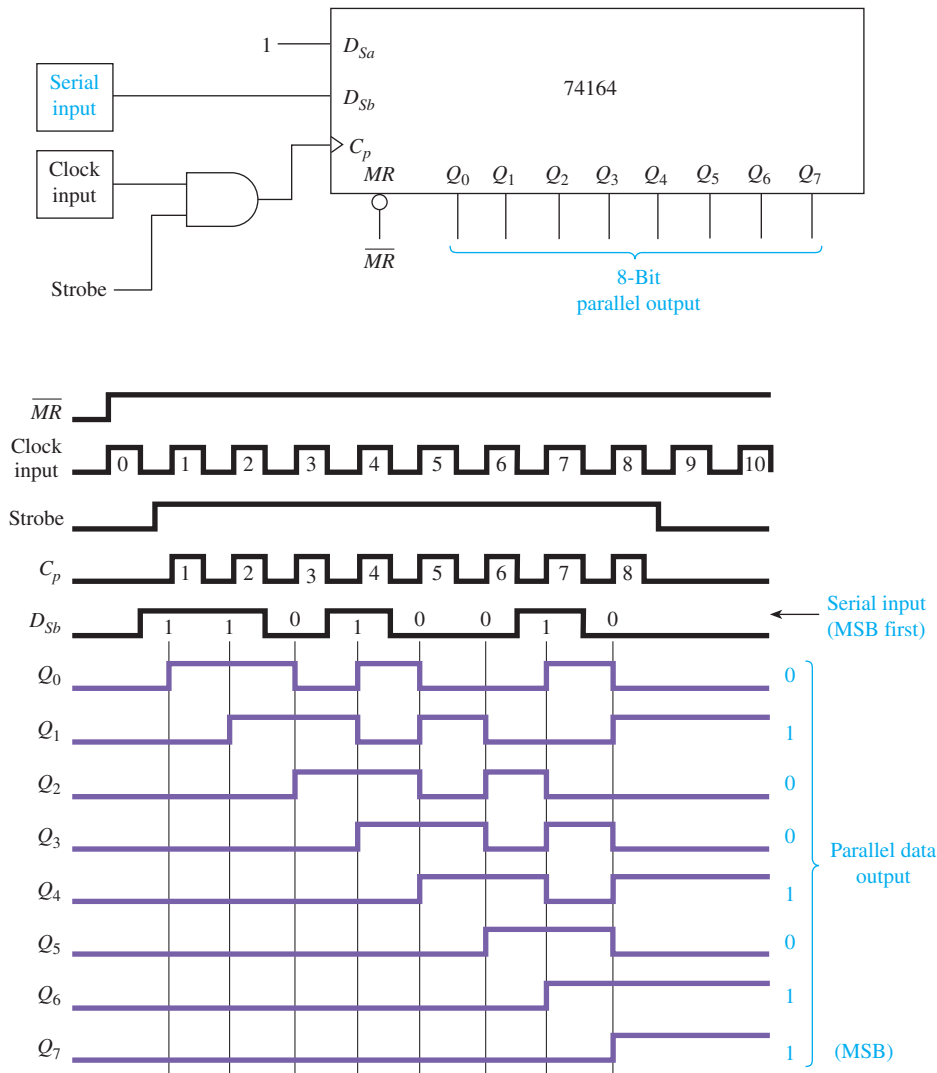 1
D_Sa
Serial
input
D_Sb
74164
C_p
Clock
input
MR
Q_0 Q_1 Q_2 Q_3 Q_4 Q_5 Q_6 Q_7
M̅R̅
Strobe
8-Bit
parallel output
M̅R̅
Clock
input
0 1 2 3 4 5 6 7 8 9 10
Strobe
C_p
1 2 3 4 5 6 7 8
D_Sb
1 1 0 1 0 0 1 0
Serial input
(MSB first)
Q_0 0
Q_1 1
Q_2 0
Q_3 0
Q_4 1
Q_5 0
Q_6 1
Q_7 1 (MSB)
Parallel data
output